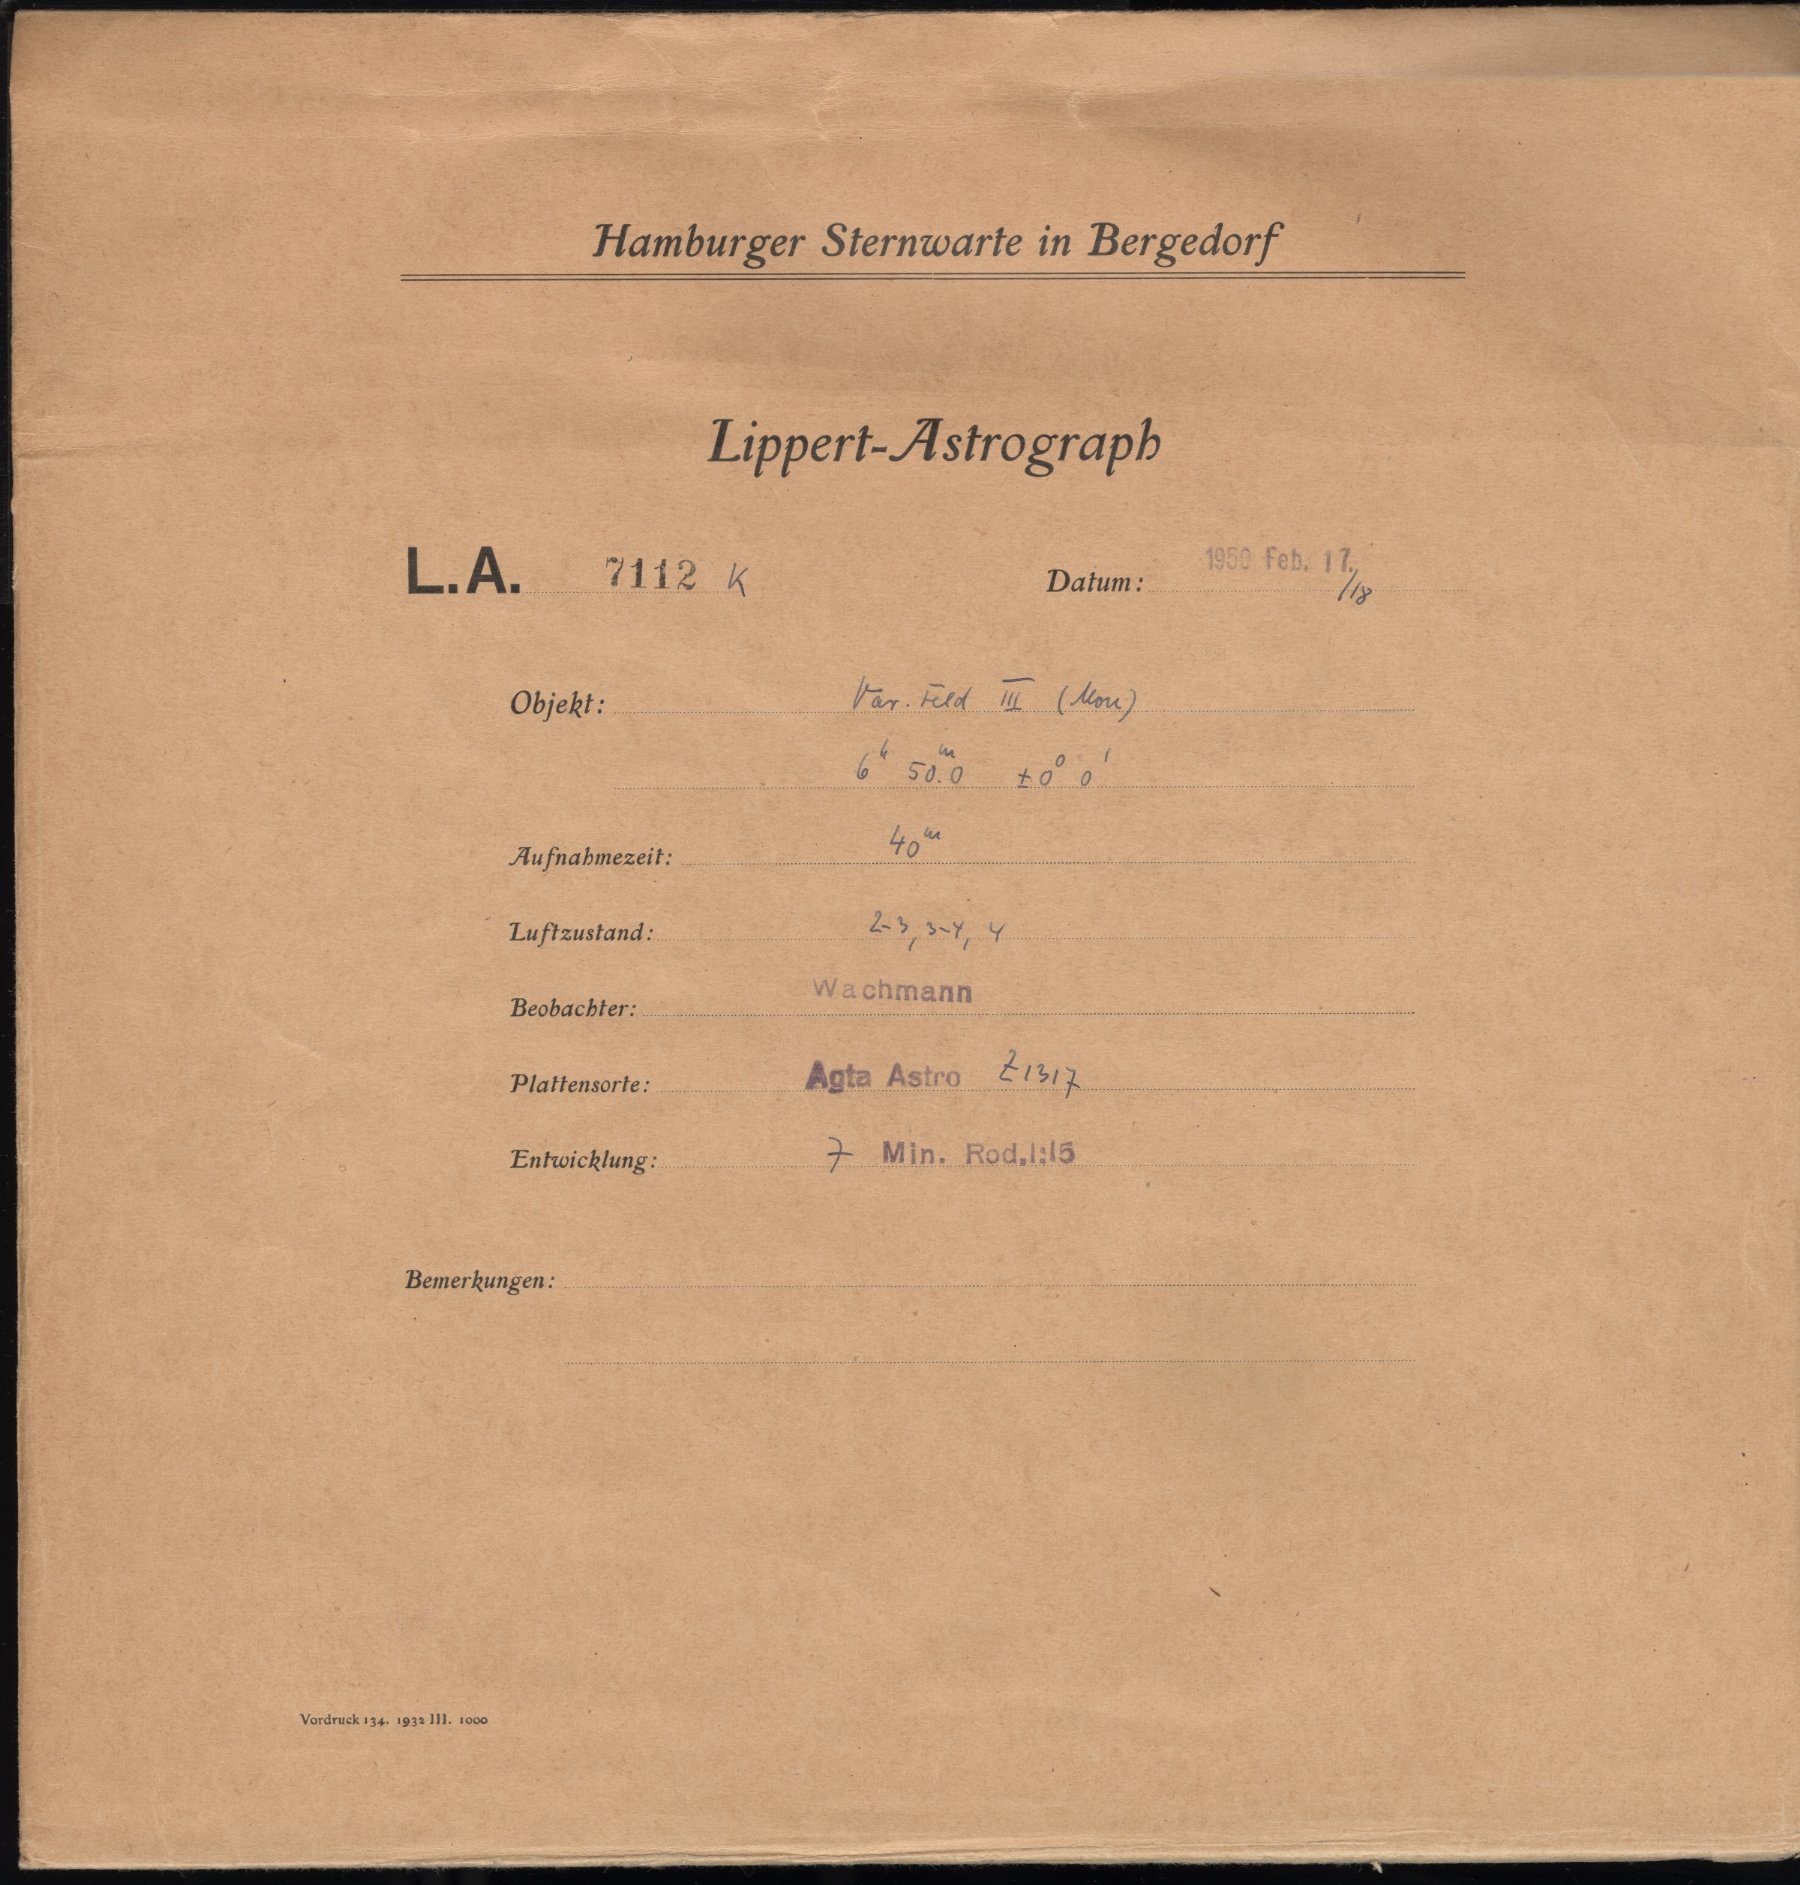 Hamburger Sternwarte in Bergedorf
Lippert-Astrograph
L.A. 7112 K Datum: 1950 Feb. 17./18
Objekt: Var. Feld III (Mon)
6h 50.0m ±0° 0'
Aufnahmezeit: 40m
Luftzustand: 2-3, 3-4, 4
Beobachter: Wachmann
Plattensorte: Agfa Astro Z1317
Entwicklung: 7 Min. Rod. 1:15
Bemerkungen:
Vordruck 134. 1932 III. 1000